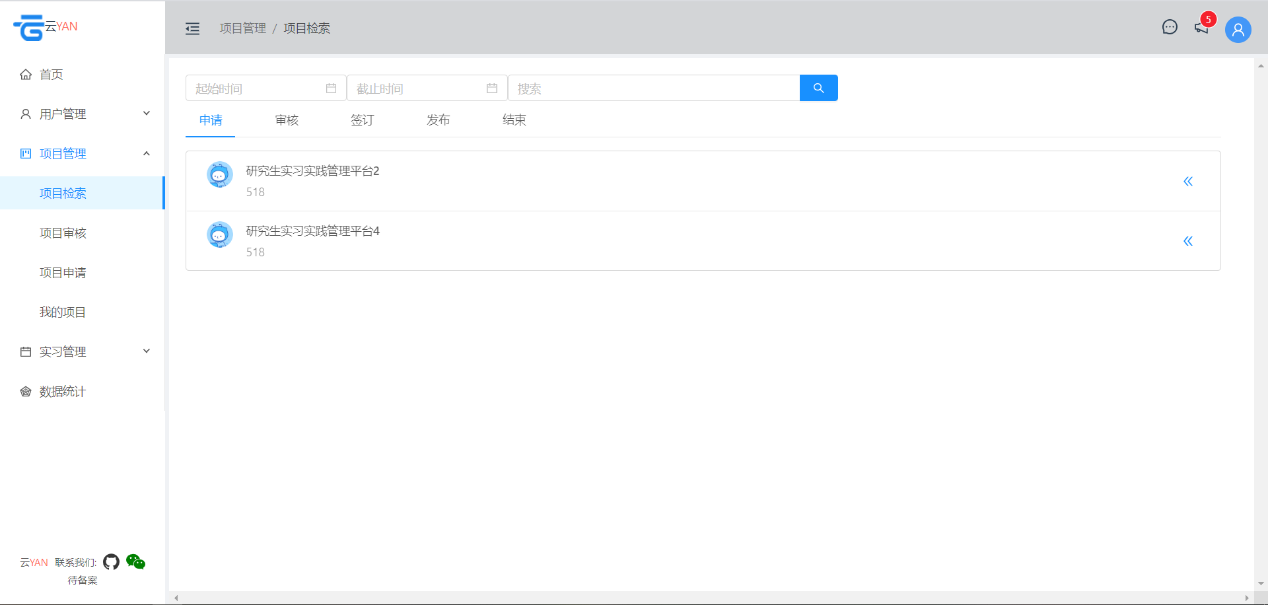 云YAN
首页
用户管理
项目管理
项目检索
项目审核
项目申请
我的项目
实习管理
数据统计
云YAN 联系我们:
待备案
项目管理 / 项目检索
5
起始时间 截止时间 搜索
申请 审核 签订 发布 结束
研究生实习实践管理平台2
518
研究生实习实践管理平台4
518